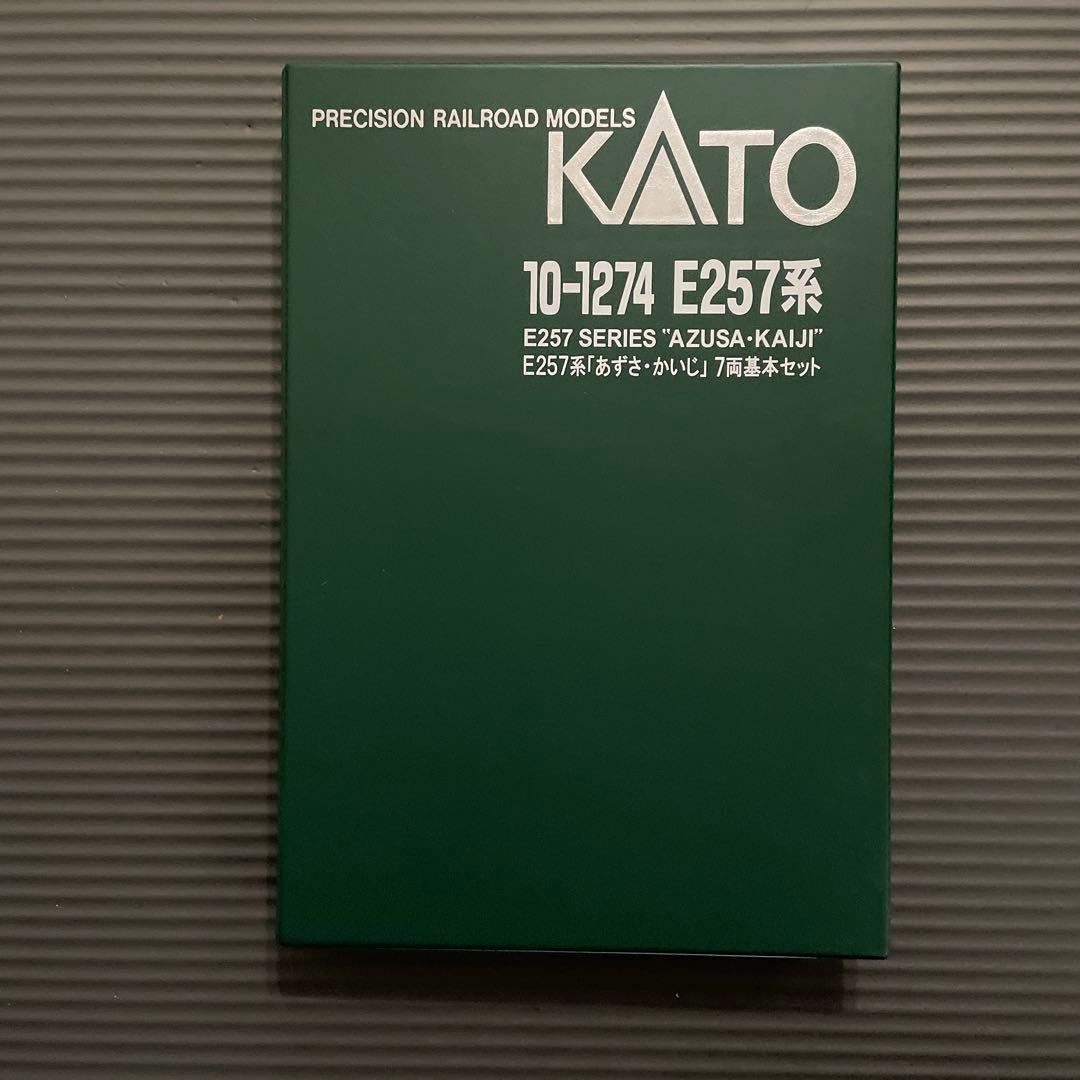 PRECISION RAILROAD MODELS
KATO
10-1274 E257系
E257 SERIES "AZUSA・KAIJI"
E257系「あずさ・かいじ」7両基本セット